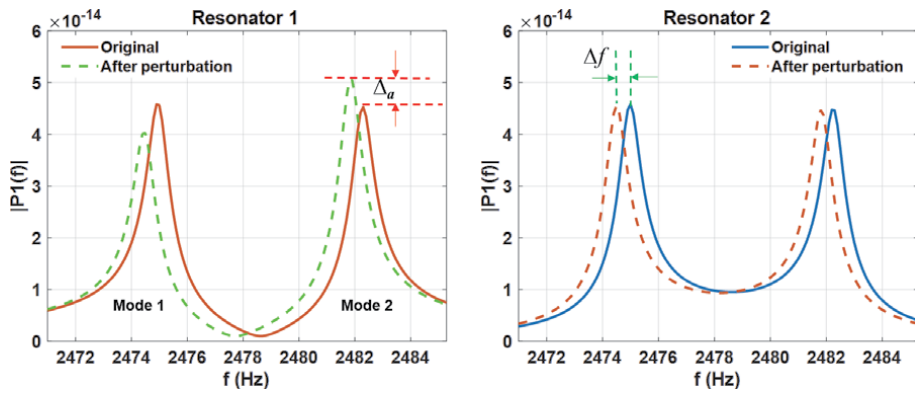 ×10⁻¹⁴
Resonator 1
|P1(f)|
6
5
4
3
2
1
0
Original
After perturbation
Δₐ
Mode 1
Mode 2
2472 2474 2476 2478 2480 2482 2484
f (Hz)
×10⁻¹⁴
Resonator 2
|P1(f)|
6
5
4
3
2
1
0
Δf
Original
After perturbation
2472 2474 2476 2478 2480 2482 2484
f (Hz)